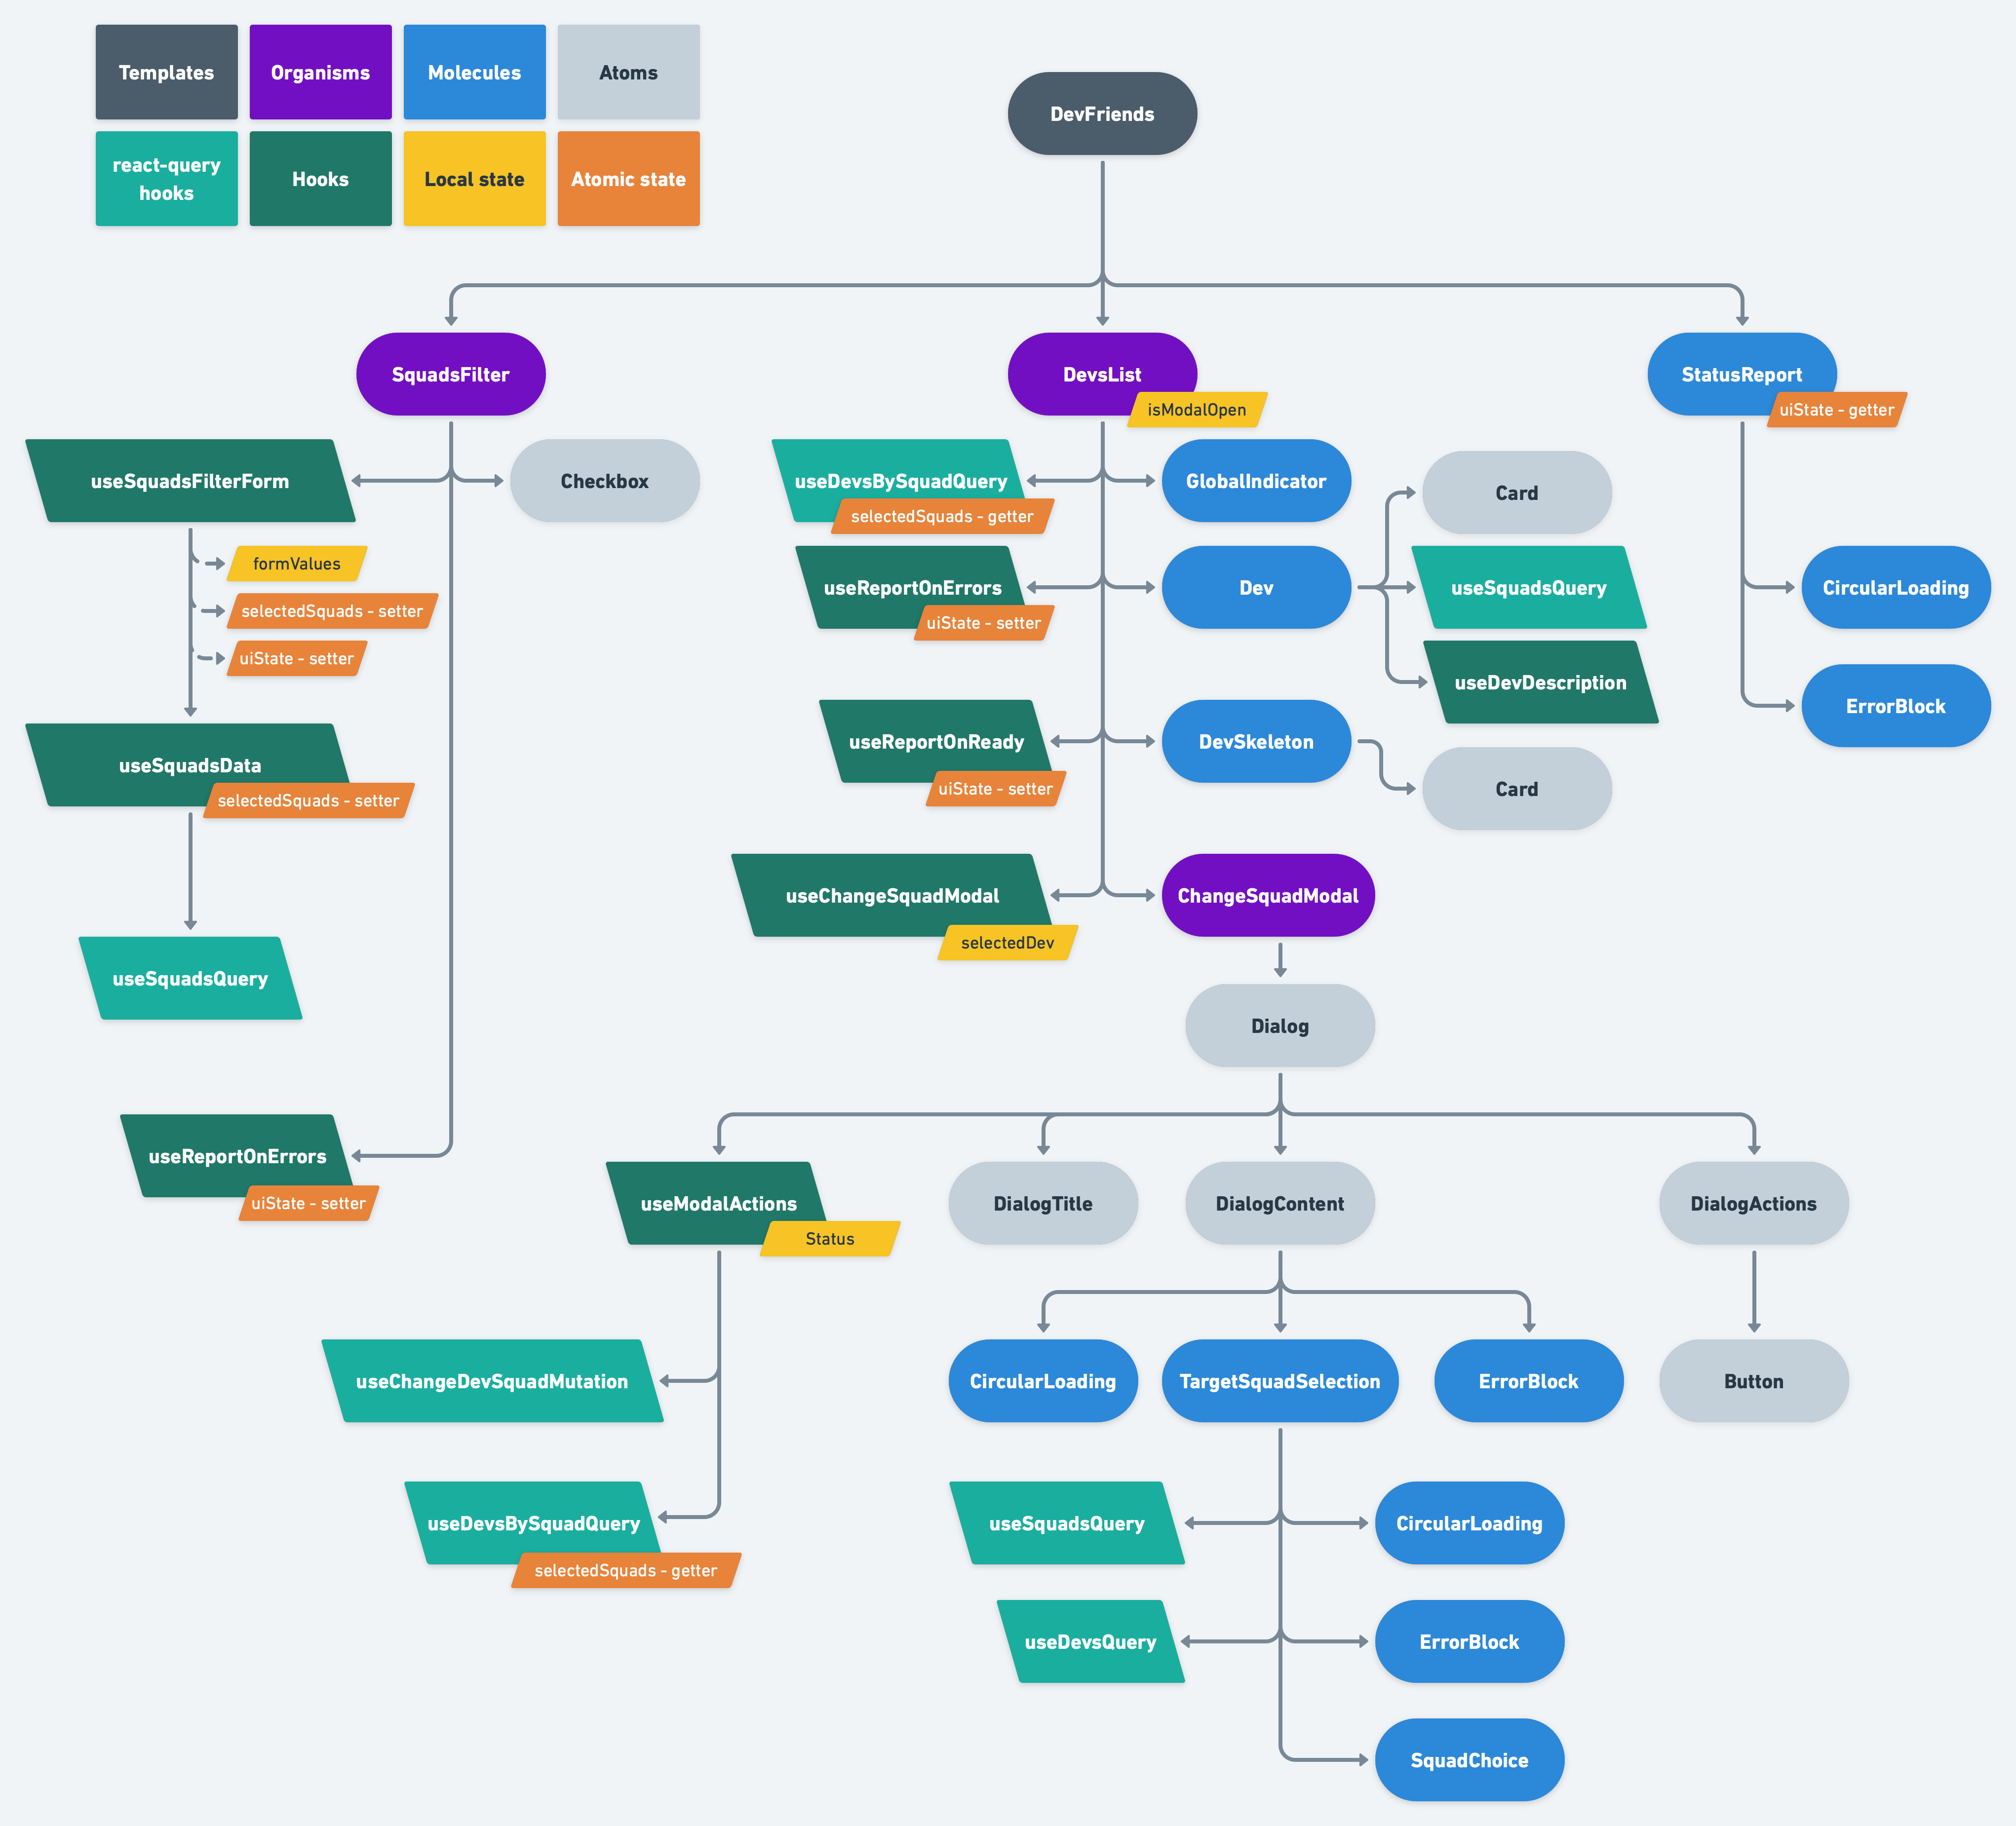 Templates
Organisms
Molecules
Atoms
react-query
hooks
Hooks
Local state
Atomic state
DevFriends
SquadsFilter
DevsList
isModalOpen
StatusReport
uiState - getter
useSquadsFilterForm
Checkbox
formValues
selectedSquads - setter
uiState - setter
useSquadsData
selectedSquads - setter
useSquadsQuery
useReportOnErrors
uiState - setter
useDevsBySquadQuery
selectedSquads - getter
GlobalIndicator
Card
useReportOnErrors
uiState - setter
Dev
useSquadsQuery
useDevDescription
useReportOnReady
uiState - setter
DevSkeleton
Card
CircularLoading
ErrorBlock
useChangeSquadModal
selectedDev
ChangeSquadModal
Dialog
useModalActions
Status
DialogTitle
DialogContent
DialogActions
useChangeDevSquadMutation
CircularLoading
TargetSquadSelection
ErrorBlock
Button
useDevsBySquadQuery
selectedSquads - getter
useSquadsQuery
CircularLoading
useDevsQuery
ErrorBlock
SquadChoice